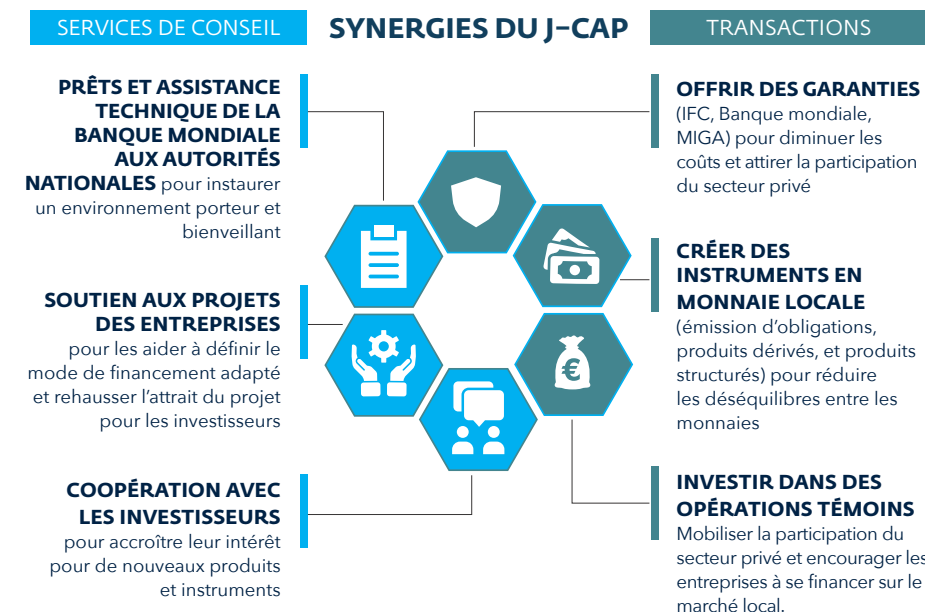 SERVICES DE CONSEIL
SYNERGIES DU J–CAP
TRANSACTIONS
PRÊTS ET ASSISTANCE
TECHNIQUE DE LA
BANQUE MONDIALE
AUX AUTORITÉS
NATIONALES pour instaurer
un environnement porteur et
bienveillant
SOUTIEN AUX PROJETS
DES ENTREPRISES
pour les aider à définir le
mode de financement adapté
et rehausser l’attrait du projet
pour les investisseurs
COOPÉRATION AVEC
LES INVESTISSEURS
pour accroître leur intérêt
pour de nouveaux produits
et instruments
€
OFFRIR DES GARANTIES
(IFC, Banque mondiale,
MIGA) pour diminuer les
coûts et attirer la participation
du secteur privé
CRÉER DES
INSTRUMENTS EN
MONNAIE LOCALE
(émission d’obligations,
produits dérivés, et produits
structurés) pour réduire
les déséquilibres entre les
monnaies
INVESTIR DANS DES
OPÉRATIONS TÉMOINS
Mobiliser la participation du
secteur privé et encourager les
entreprises à se financer sur le
marché local.